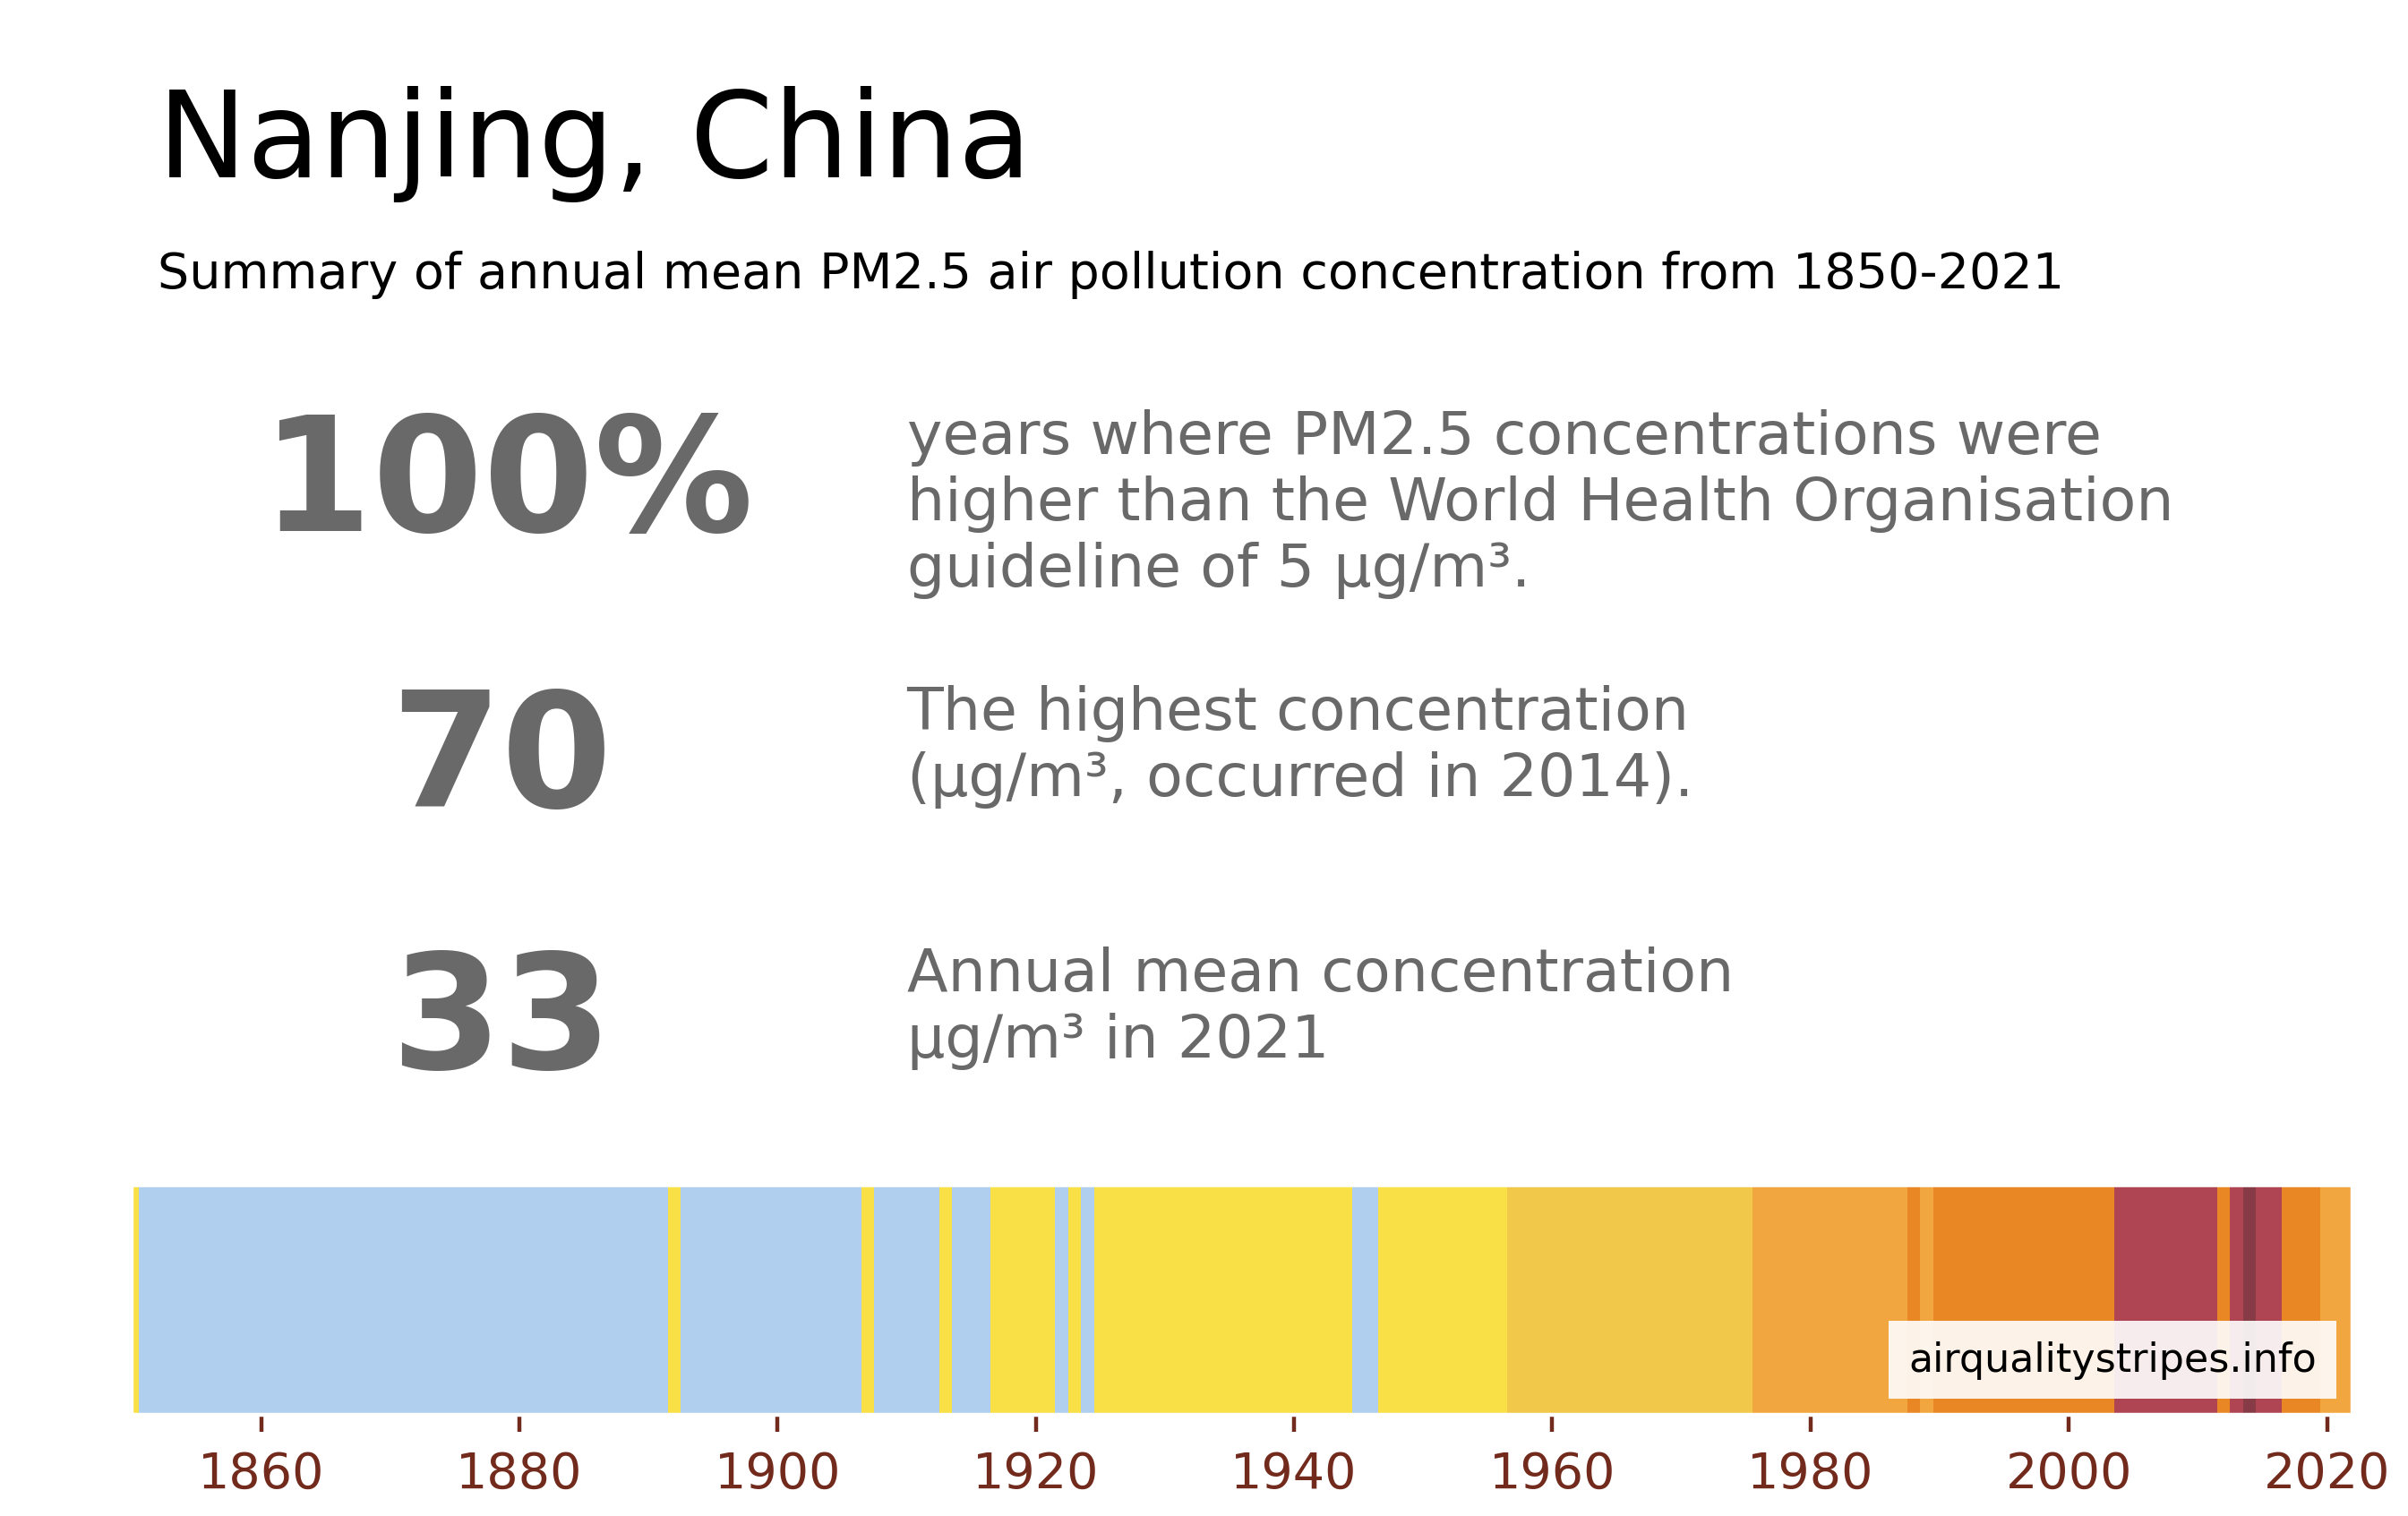 Nanjing, China
Summary of annual mean PM2.5 air pollution concentration from 1850-2021
100%
years where PM2.5 concentrations were
higher than the World Health Organisation
guideline of 5 µg/m³.
70
The highest concentration
(µg/m³, occurred in 2014).
33
Annual mean concentration
µg/m³ in 2021
airqualitystripes.info
1860 1880 1900 1920 1940 1960 1980 2000 2020